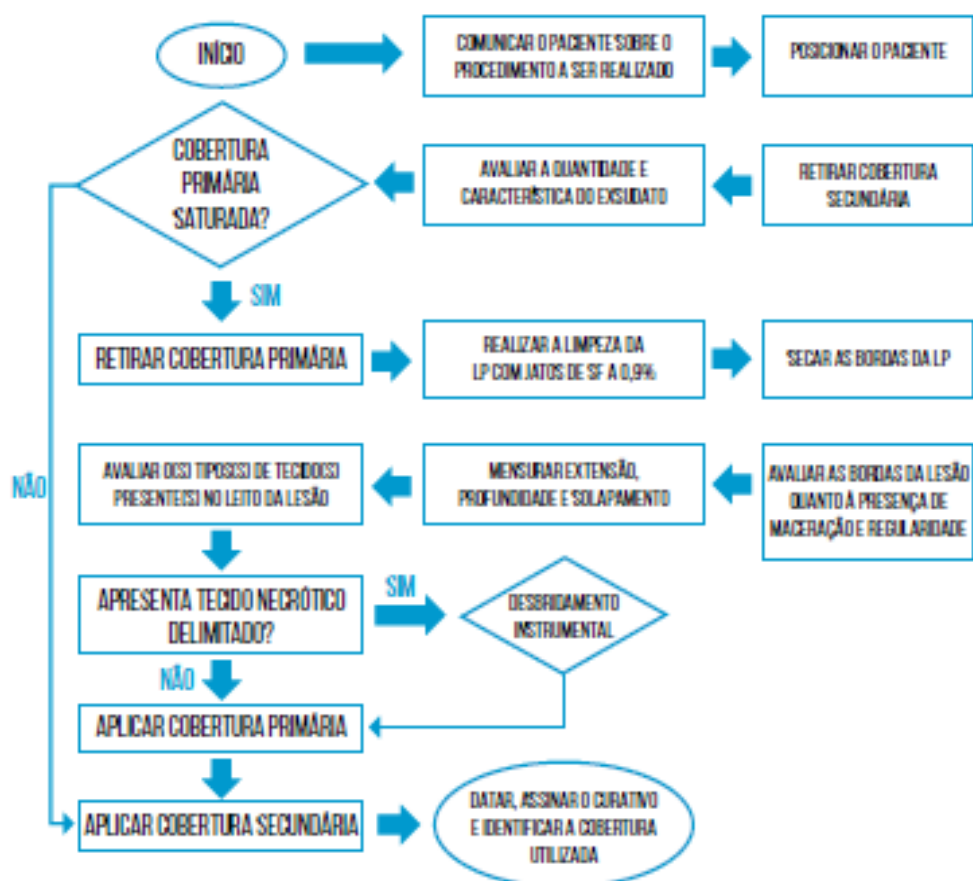 INÍCIO
COMUNICAR O PACIENTE SOBRE O
PROCEDIMENTO A SER REALIZADO
POSICIONAR O PACIENTE
RETIRAR COBERTURA
SECUNDÁRIA
AVALIAR A QUANTIDADE E
CARACTERÍSTICA DO EXSUDATO
COBERTURA
PRIMÁRIA
SATURADA?
SIM
NÃO
RETIRAR COBERTURA PRIMÁRIA
REALIZAR A LIMPEZA DA
LP COM JATOS DE SF A 0,9%
SECAR AS BORDAS DA LP
AVALIAR AS BORDAS DA LESÃO
QUANTO À PRESENÇA DE
MACERAÇÃO E REGULARIDADE
MENSURAR EXTENSÃO,
PROFUNDIDADE E SOLAPAMENTO
AVALIAR O(S) TIPOS(S) DE TECIDO(S)
PRESENTE(S) NO LEITO DA LESÃO
APRESENTA TECIDO NECRÓTICO
DELIMITADO?
SIM
DESBRIDAMENTO
INSTRUMENTAL
NÃO
APLICAR COBERTURA PRIMÁRIA
APLICAR COBERTURA SECUNDÁRIA
DATAR, ASSINAR O CURATIVO
E IDENTIFICAR A COBERTURA
UTILIZADA